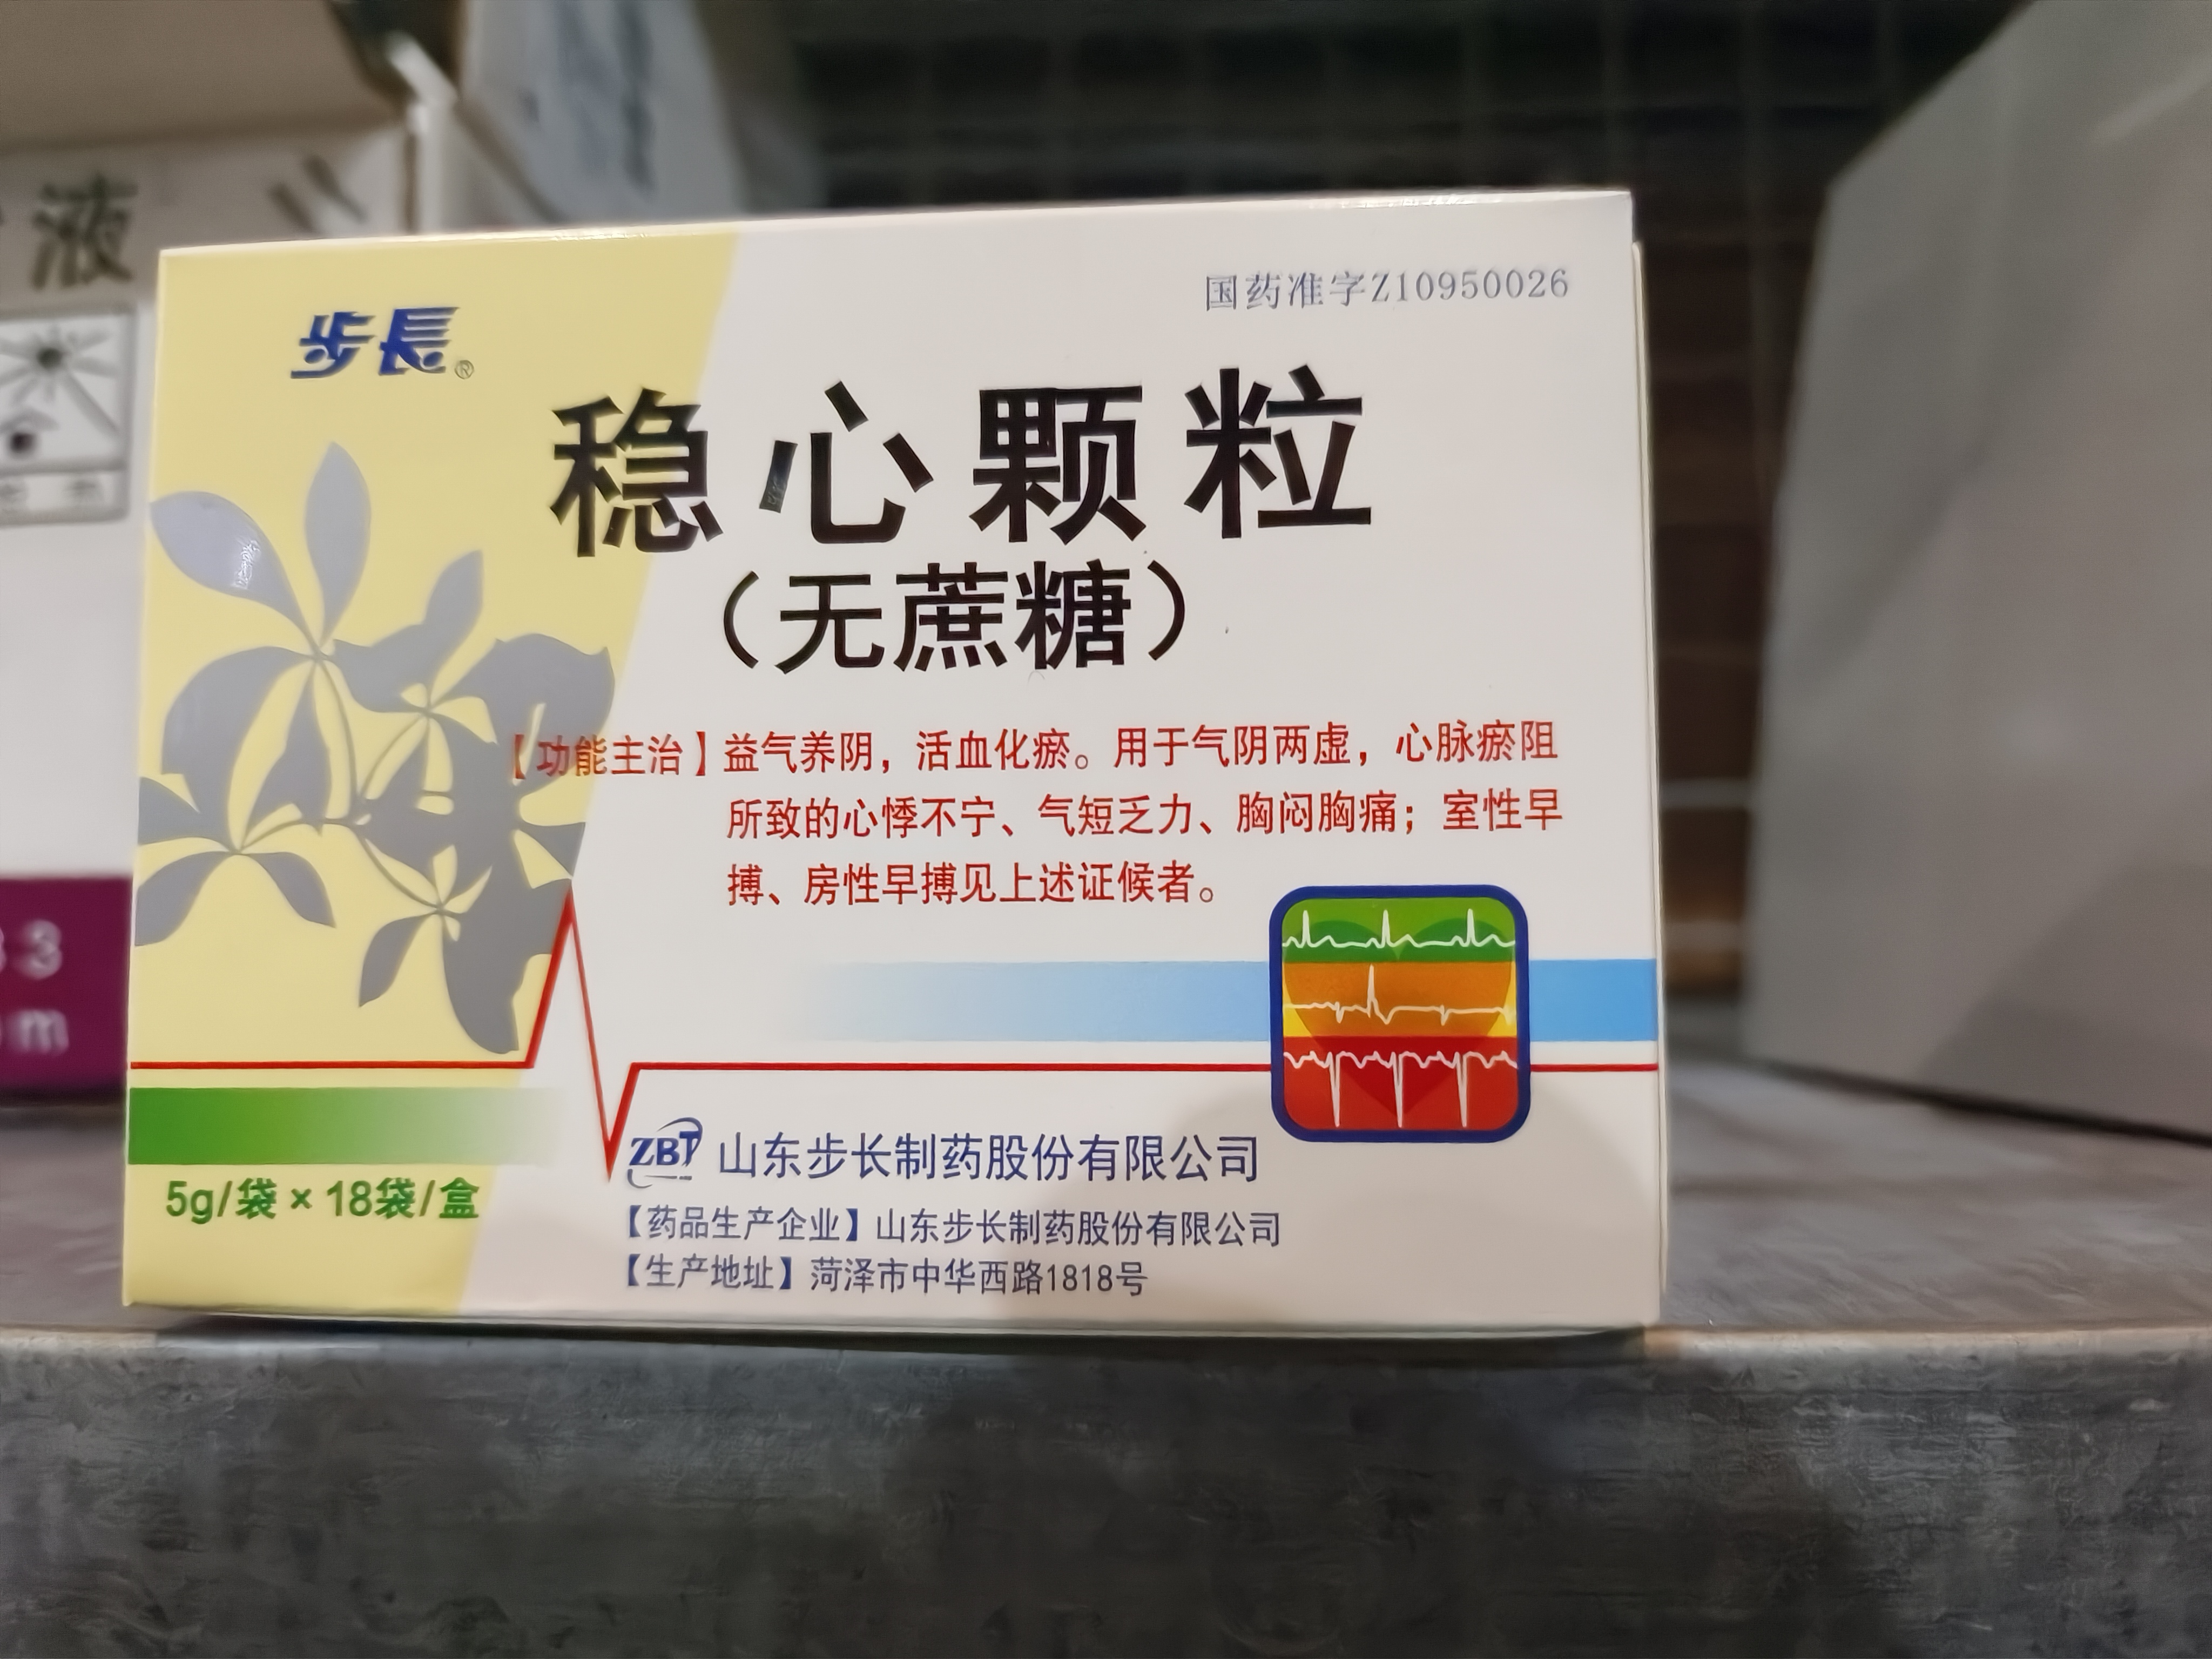 液
步長®
国药准字Z10950026
稳心颗粒
（无蔗糖）
【功能主治】益气养阴，活血化瘀。用于气阴两虚，心脉瘀阻
所致的心悸不宁、气短乏力、胸闷胸痛；室性早
搏、房性早搏见上述证候者。
5g/袋×18袋/盒
ZBT 山东步长制药股份有限公司
【药品生产企业】山东步长制药股份有限公司
【生产地址】菏泽市中华西路1818号
3
m